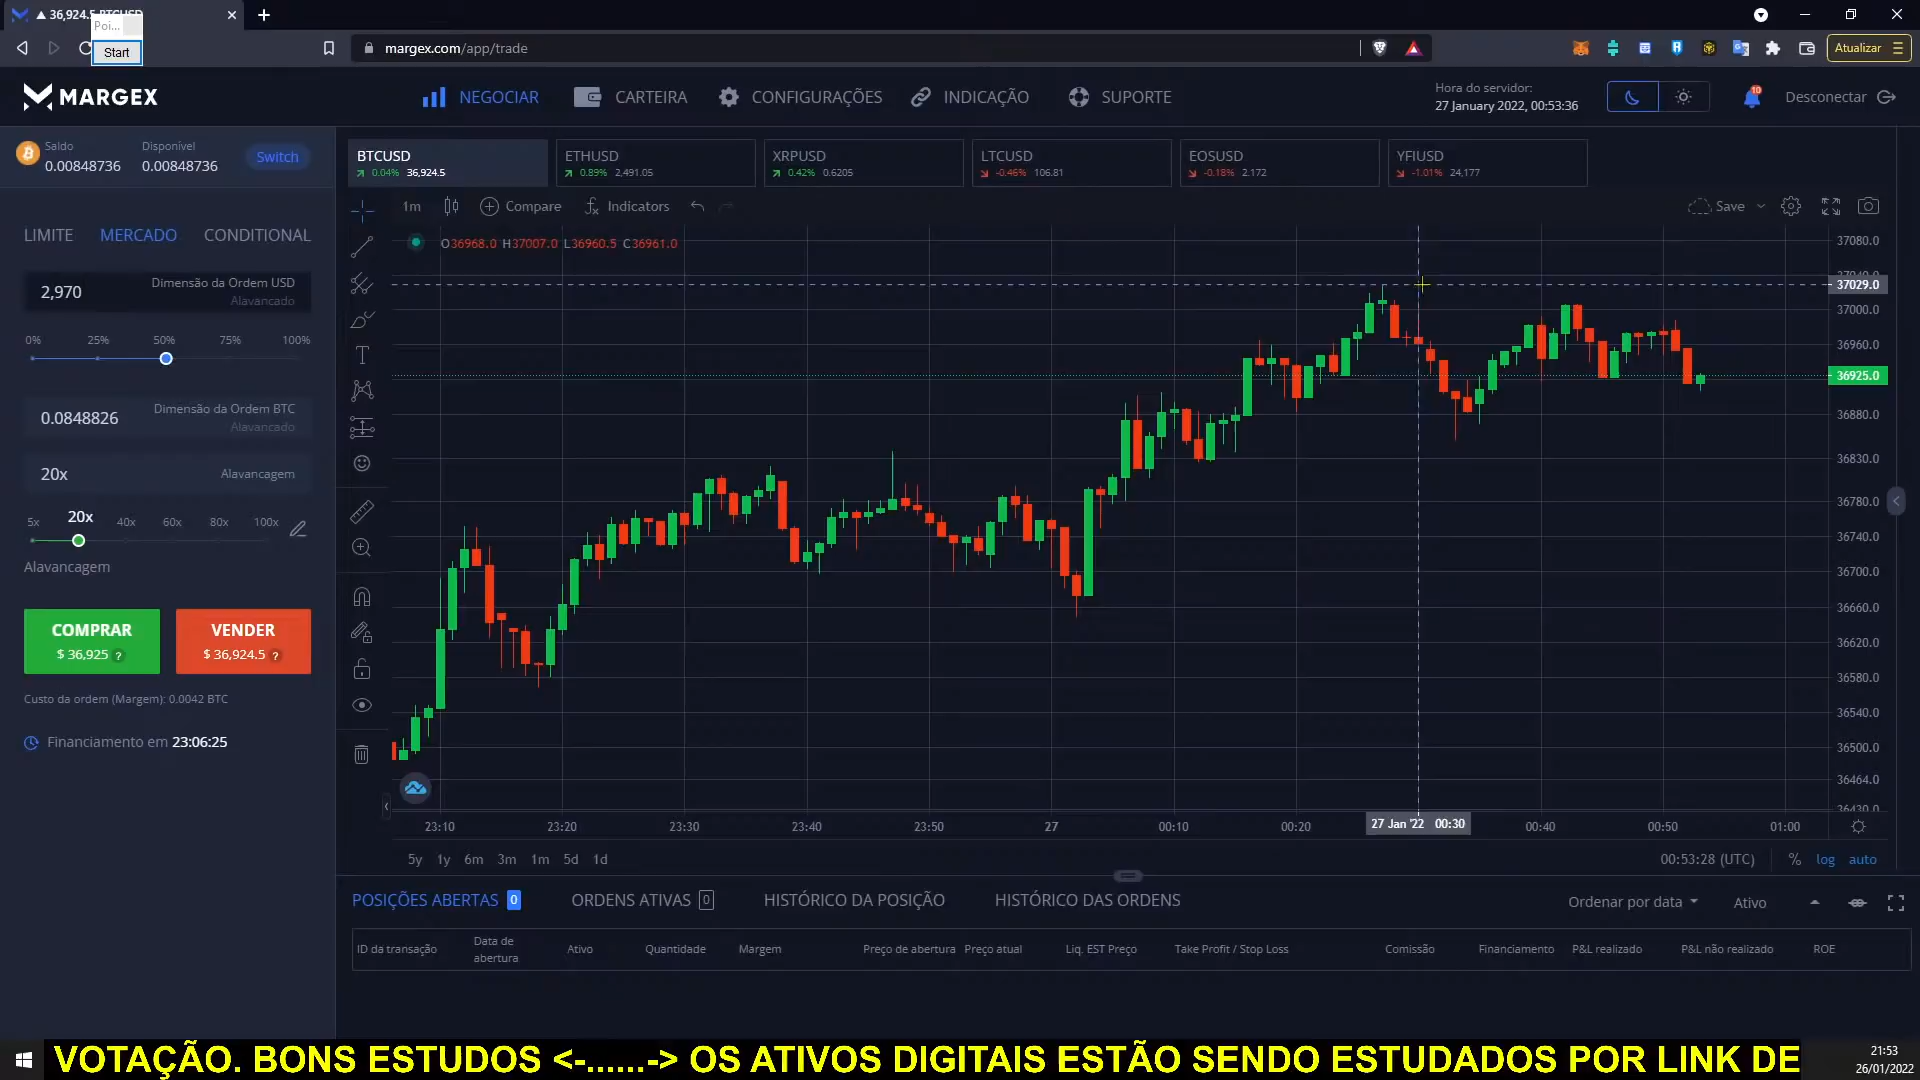 36,924.5 BTCUSD
Poi...
Start
margex.com/app/trade
Atualizar
MARGEX
NEGOCIAR
CARTEIRA
CONFIGURAÇÕES
INDICAÇÃO
SUPORTE
Hora do servidor:
27 January 2022, 00:53:36
10
Desconectar
Saldo
0.00848736
Disponível
0.00848736
Switch
BTCUSD
0.04% 36,924.5
ETHUSD
0.89% 2,491.05
XRPUSD
0.42% 0.6205
LTCUSD
-0.46% 106.81
EOSUSD
-0.18% 2.172
YFIUSD
-1.01% 24,177
1m
Compare
Indicators
Save
LIMITE
MERCADO
CONDITIONAL
O36968.0 H37007.0 L36960.5 C36961.0
2,970
Dimensão da Ordem USD
Alavancado
0% 25% 50% 75% 100%
0.0848826
Dimensão da Ordem BTC
Alavancado
20x
Alavancagem
5x 20x 40x 60x 80x 100x
Alavancagem
COMPRAR
$ 36,925 ?
VENDER
$ 36,924.5 ?
Custo da ordem (Margem): 0.0042 BTC
Financiamento em 23:06:25
37080.0
37040.0
37029.0
37000.0
36960.0
36925.0
36880.0
36830.0
36780.0
36740.0
36700.0
36660.0
36620.0
36580.0
36540.0
36500.0
36464.0
36430.0
23:10 23:20 23:30 23:40 23:50 27 00:10 00:20 27 Jan '22 00:30 00:40 00:50 01:00
5y 1y 6m 3m 1m 5d 1d
00:53:28 (UTC)
% log auto
POSIÇÕES ABERTAS 0
ORDENS ATIVAS 0
HISTÓRICO DA POSIÇÃO
HISTÓRICO DAS ORDENS
Ordenar por data
Ativo
ID da transação
Data de
abertura
Ativo
Quantidade
Margem
Preço de abertura
Preço atual
Liq. EST Preço
Take Profit / Stop Loss
Comissão
Financiamento
P&L realizado
P&L não realizado
ROE
VOTAÇÃO. BONS ESTUDOS <-......-> OS ATIVOS DIGITAIS ESTÃO SENDO ESTUDADOS POR LINK DE
21:53
26/01/2022